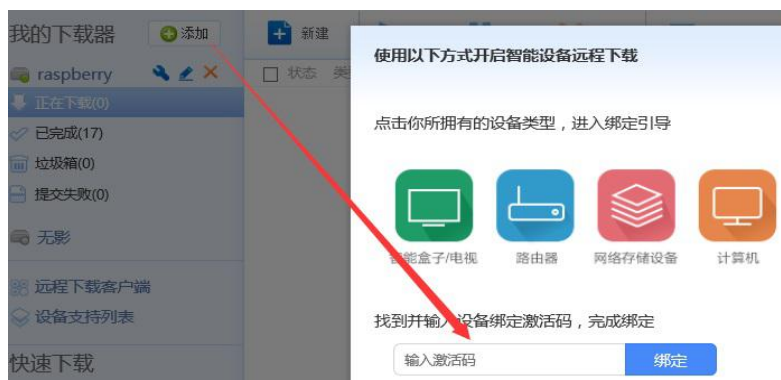 我的下载器
添加
新建
raspberry
状态
正在下载(0)
已完成(17)
垃圾箱(0)
提交失败(0)
无影
远程下载客户端
设备支持列表
快速下载
使用以下方式开启智能设备远程下载
点击你所拥有的设备类型，进入绑定引导
智能盒子/电视
路由器
网络存储设备
计算机
找到并输入设备绑定激活码，完成绑定
输入激活码
绑定